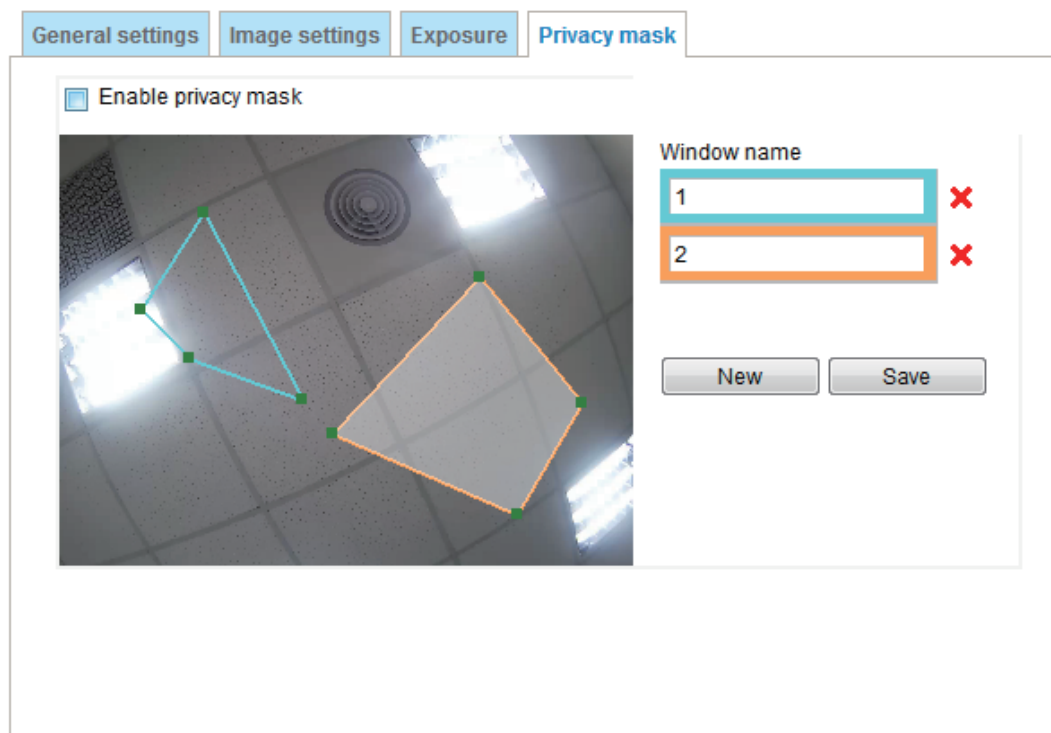 General settings Image settings Exposure Privacy mask
Enable privacy mask
Window name
1
2
New Save